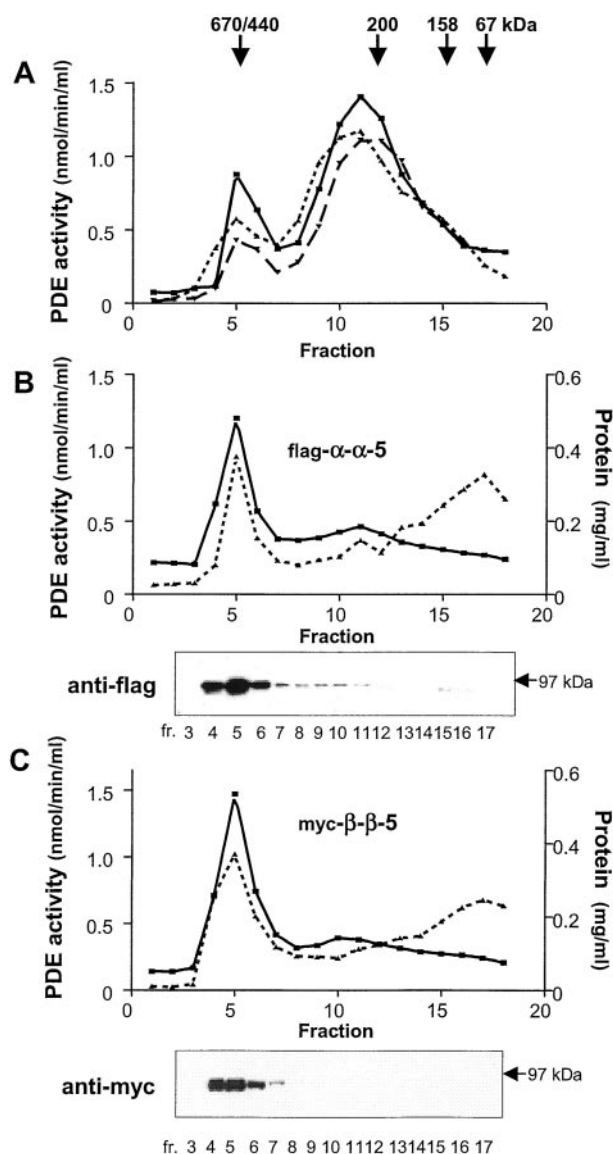 670/440 200 158 67 kDa
A
PDE activity (nmol/min/ml)
1.5
1.0
0.5
0
0 5 10 15 20
Fraction
B
PDE activity (nmol/min/ml)
1.5
1.0
0.5
0
flag-α-α-5
0.6
0.4
0.2
0
Protein (mg/ml)
0 5 10 15 20
Fraction
anti-flag
97 kDa
fr. 3 4 5 6 7 8 9 10 11 12 13 14 15 16 17
C
PDE activity (nmol/min/ml)
1.5
1.0
0.5
0
myc-β-β-5
0.6
0.4
0.2
0.0
Protein (mg/ml)
0 5 10 15 20
Fraction
anti-myc
97 kDa
fr. 3 4 5 6 7 8 9 10 11 12 13 14 15 16 17